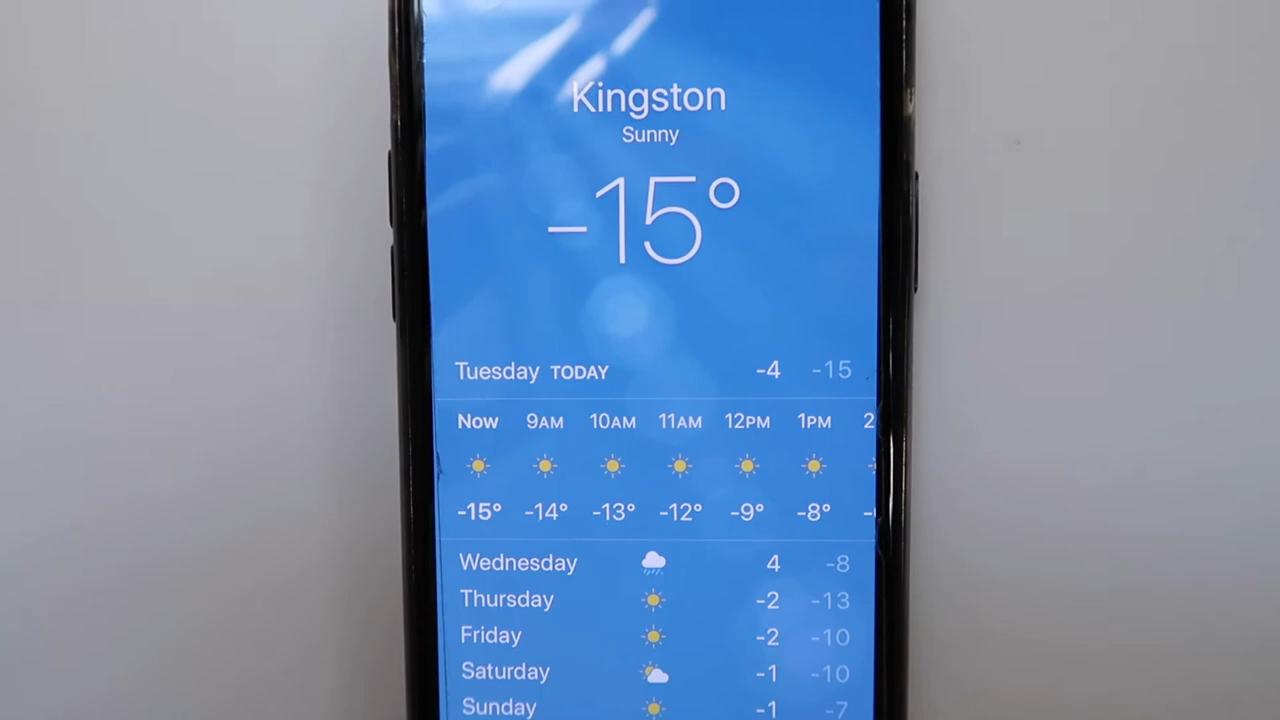 Kingston
Sunny
-15°
Tuesday TODAY -4 -15
Now 9AM 10AM 11AM 12PM 1PM
-15° -14° -13° -12° -9° -8°
Wednesday 4 -8
Thursday -2 -13
Friday -2 -10
Saturday -1 -10
Sunday -1 -7